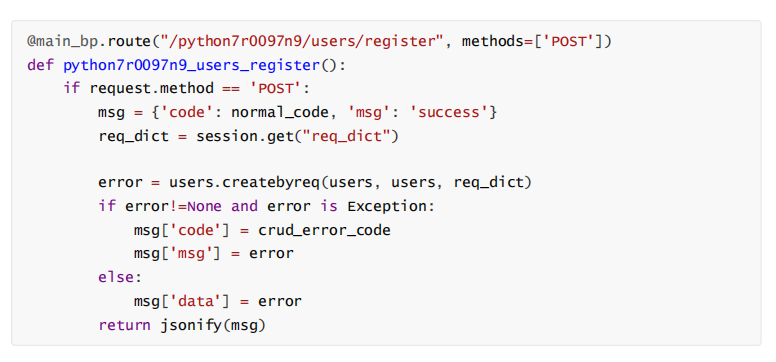 @main_bp.route("/python7r0097n9/users/register", methods=['POST'])
def python7r0097n9_users_register():
    if request.method == 'POST':
        msg = {'code': normal_code, 'msg': 'success'}
        req_dict = session.get("req_dict")

        error = users.createbyreq(users, users, req_dict)
        if error!=None and error is Exception:
            msg['code'] = crud_error_code
            msg['msg'] = error
        else:
            msg['data'] = error
        return jsonify(msg)